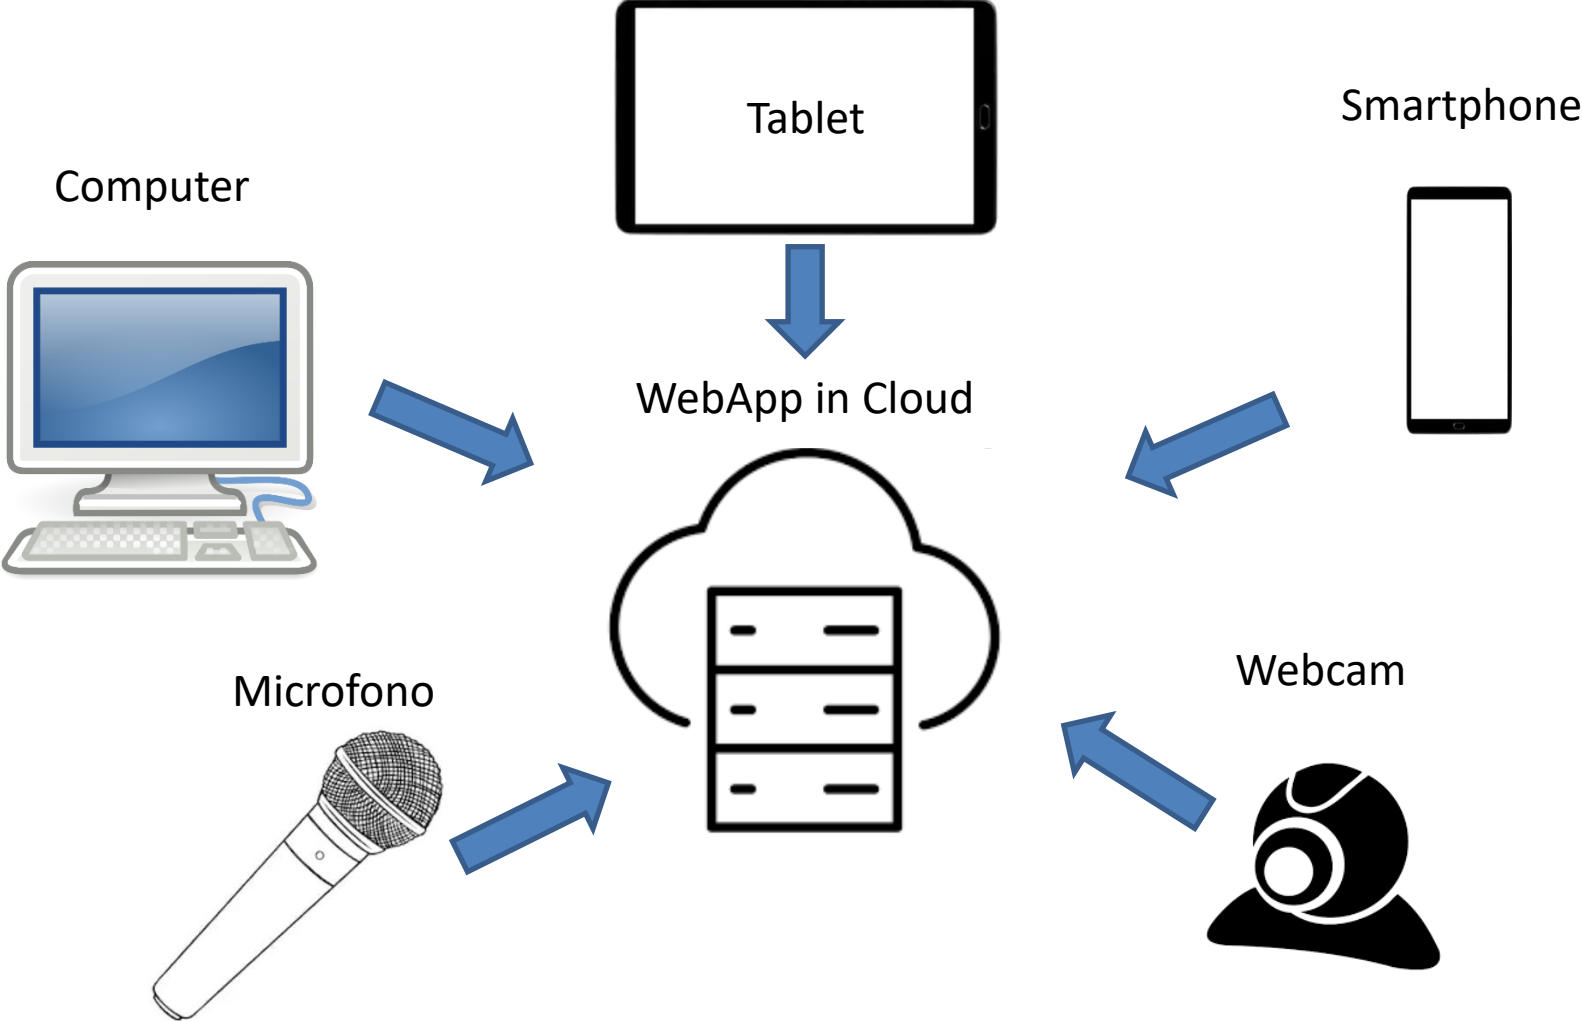 Tablet
Smartphone
Computer
WebApp in Cloud
Microfono
Webcam